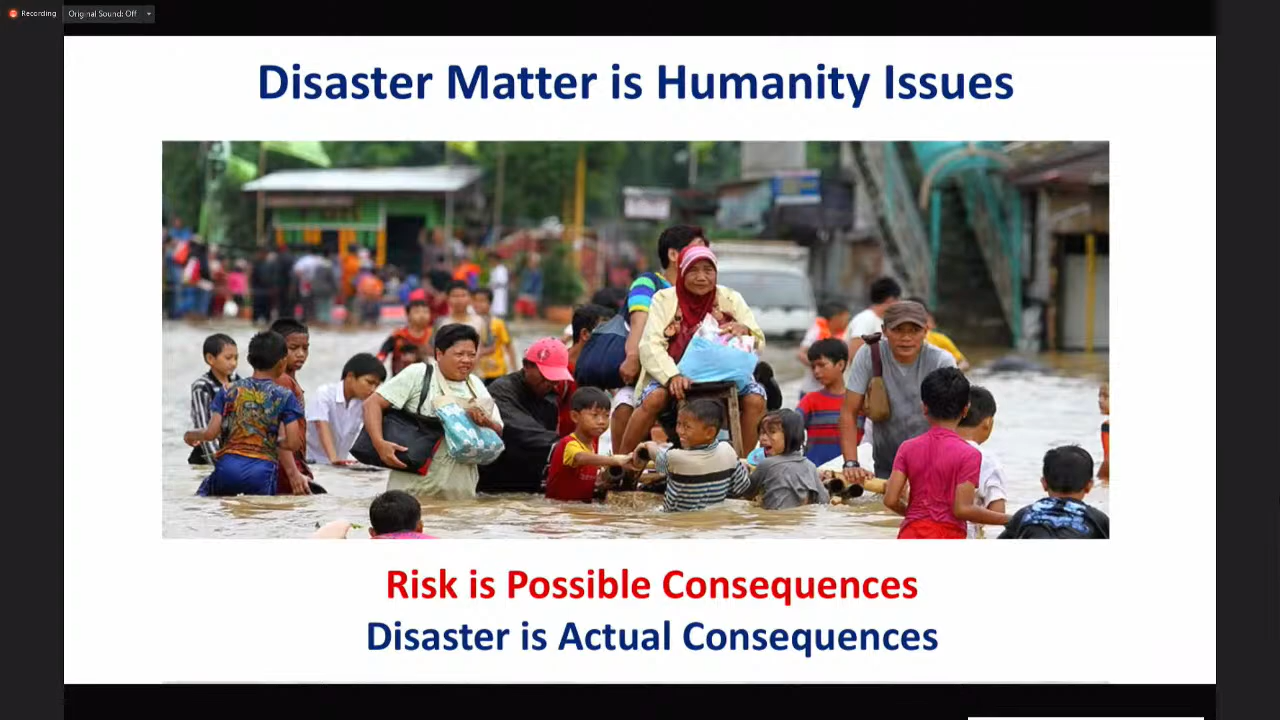 Recording
Original Sound: Off
Disaster Matter is Humanity Issues
Risk is Possible Consequences
Disaster is Actual Consequences